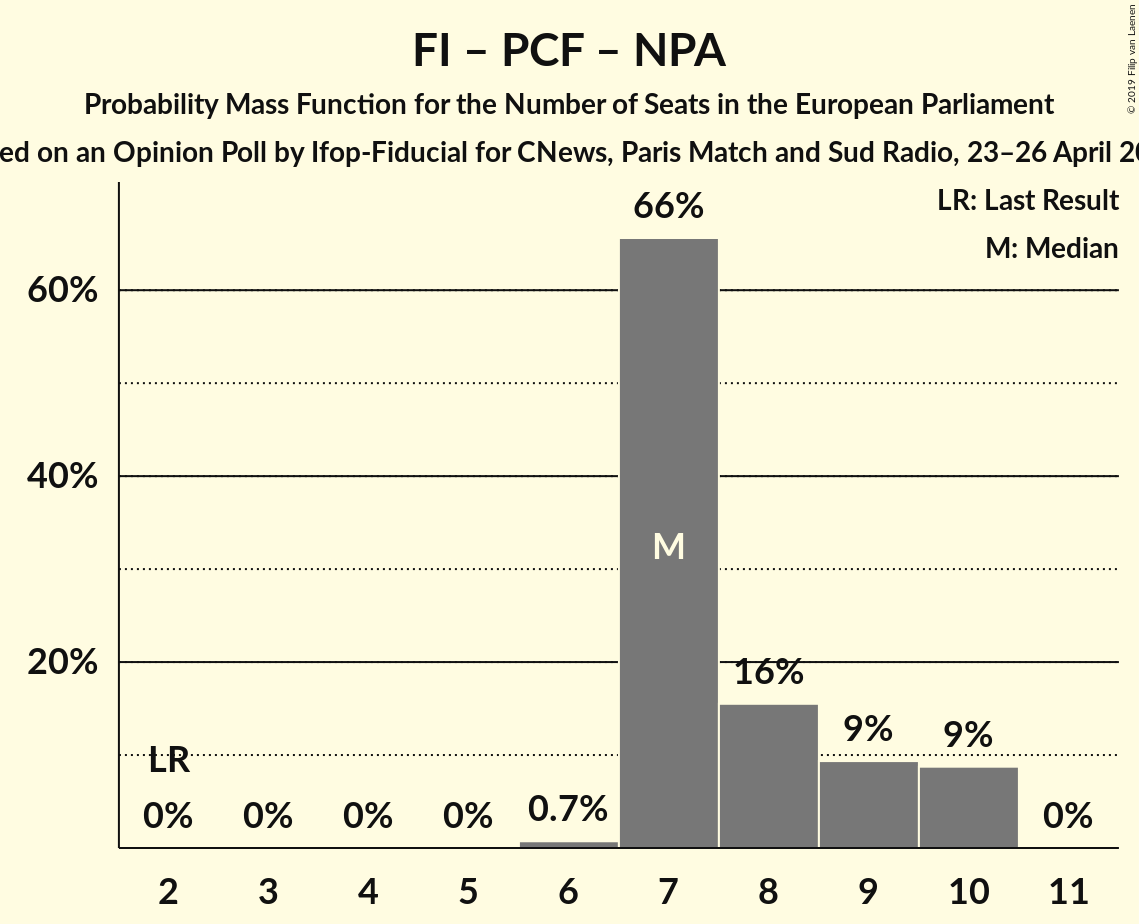 FI – PCF – NPA
Probability Mass Function for the Number of Seats in the European Parliament
on an Opinion Poll by Ifop-Fiducial for CNews, Paris Match and Sud Radio, 23–26 April
© 2019 Filip van Laenen
LR: Last Result
M: Median
66%
60%
40%
M
20%
16%
9%
9%
LR
0%
0%
0%
0%
0.7%
0%
2
3
4
5
6
7
8
9
10
11